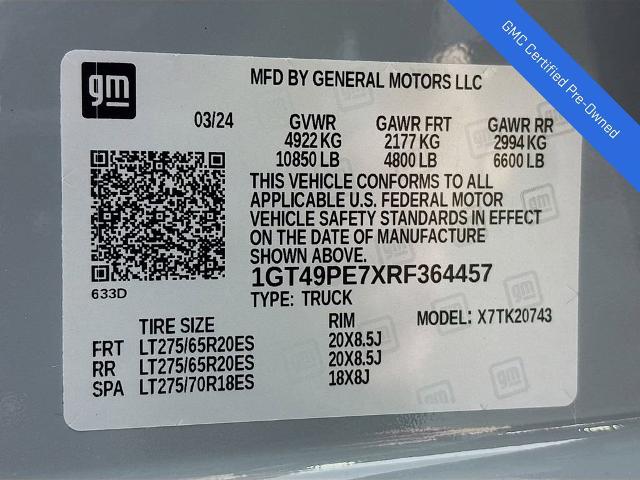 GMC Certified Pre-Owned
gm
MFD BY GENERAL MOTORS LLC
03/24 GVWR GAWR FRT GAWR RR
4922 KG 2177 KG 2994 KG
10850 LB 4800 LB 6600 LB
THIS VEHICLE CONFORMS TO ALL
APPLICABLE U.S. FEDERAL MOTOR
VEHICLE SAFETY STANDARDS IN EFFECT
ON THE DATE OF MANUFACTURE
SHOWN ABOVE.
633D
1GT49PE7XRF364457
TYPE: TRUCK
TIRE SIZE RIM MODEL: X7TK20743
FRT LT275/65R20ES 20X8.5J
RR LT275/65R20ES 20X8.5J
SPA LT275/70R18ES 18X8J